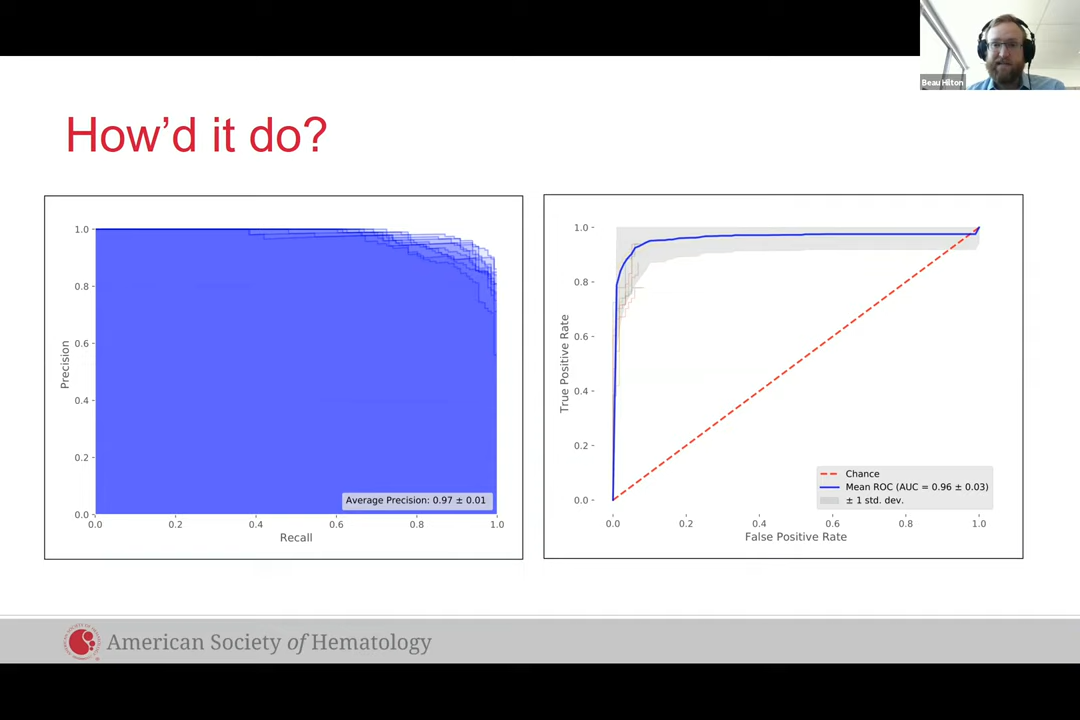 Beau Hilton
How'd it do?
1.0
0.8
0.6
0.4
0.2
0.0
Precision
0.0 0.2 0.4 0.6 0.8 1.0
Recall
Average Precision: 0.97 ± 0.01
1.0
0.8
0.6
0.4
0.2
0.0
True Positive Rate
0.0 0.2 0.4 0.6 0.8 1.0
False Positive Rate
Chance
Mean ROC (AUC = 0.96 ± 0.03)
± 1 std. dev.
American Society of Hematology